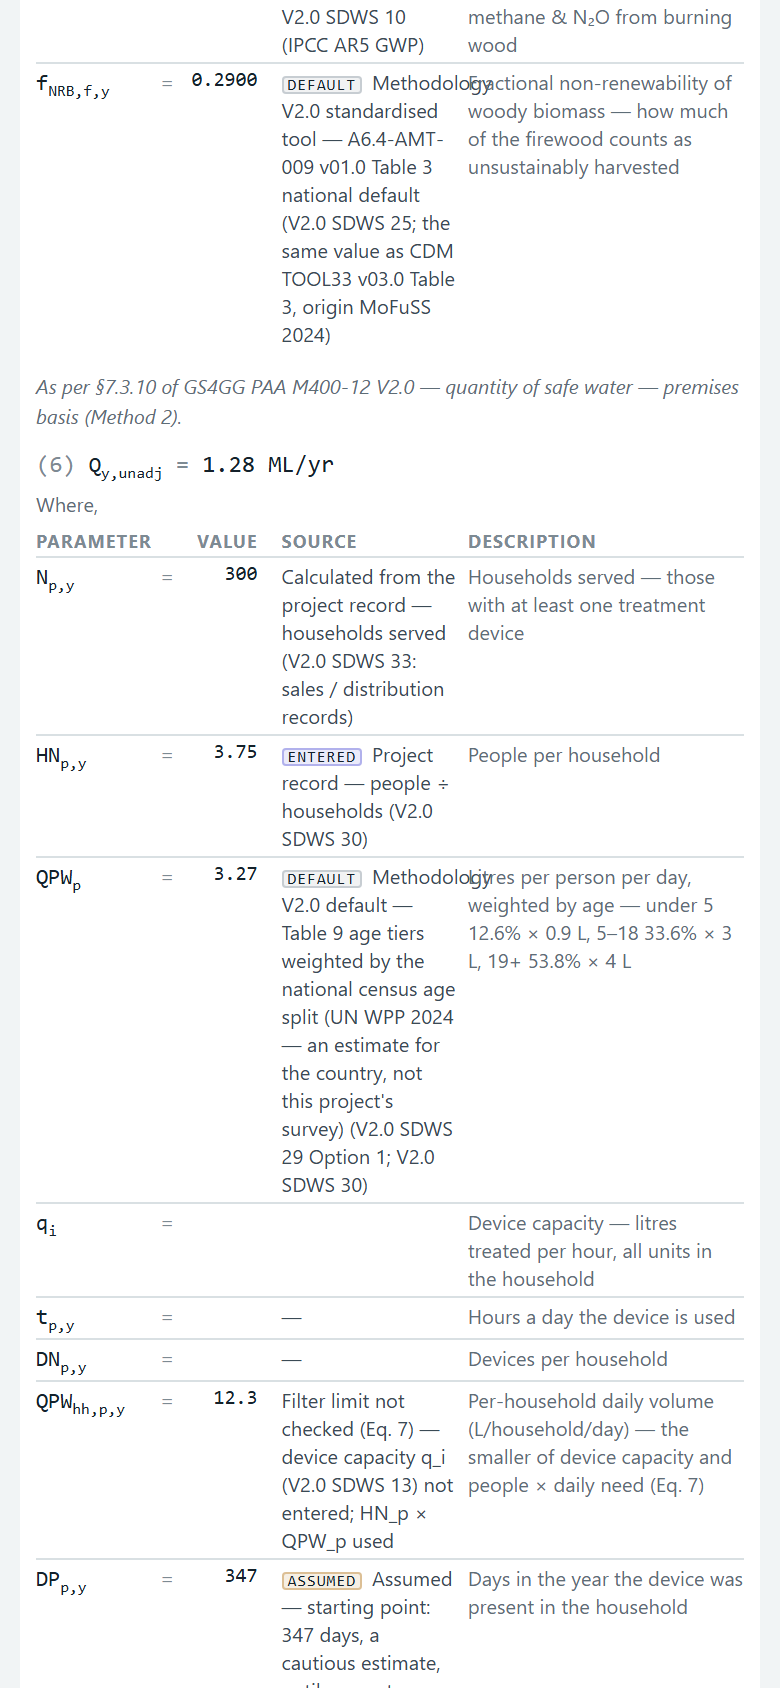 V2.0 SDWS 10 methane & N₂O from burning
(IPCC AR5 GWP) wood
f_NRB,f,y = 0.2900 DEFAULT Methodology Fractional non-renewability of
V2.0 standardised woody biomass — how much
tool — A6.4-AMT- of the firewood counts as
009 v01.0 Table 3 unsustainably harvested
national default
(V2.0 SDWS 25; the
same value as CDM
TOOL33 v03.0 Table
3, origin MoFuSS
2024)
As per §7.3.10 of GS4GG PAA M400-12 V2.0 — quantity of safe water — premises
basis (Method 2).
(6) Q_y,unadj = 1.28 ML/yr
Where,
PARAMETER VALUE SOURCE DESCRIPTION
N_p,y = 300 Calculated from the Households served — those
project record — with at least one treatment
households served device
(V2.0 SDWS 33:
sales / distribution
records)
HN_p,y = 3.75 ENTERED Project People per household
record — people ÷
households (V2.0
SDWS 30)
QPW_p = 3.27 DEFAULT Methodology Litres per person per day,
V2.0 default — weighted by age — under 5
Table 9 age tiers 12.6% × 0.9 L, 5–18 33.6% × 3
weighted by the L, 19+ 53.8% × 4 L
national census age
split (UN WPP 2024
— an estimate for
the country, not
this project's
survey) (V2.0 SDWS
29 Option 1; V2.0
SDWS 30)
q_i = Device capacity — litres
treated per hour, all units in
the household
t_p,y = — Hours a day the device is used
DN_p,y = — Devices per household
QPW_hh,p,y = 12.3 Filter limit not Per-household daily volume
checked (Eq. 7) — (L/household/day) — the
device capacity q_i smaller of device capacity and
(V2.0 SDWS 13) not people × daily need (Eq. 7)
entered; HN_p ×
QPW_p used
DP_p,y = 347 ASSUMED Assumed Days in the year the device was
— starting point: present in the household
347 days, a
cautious estimate,